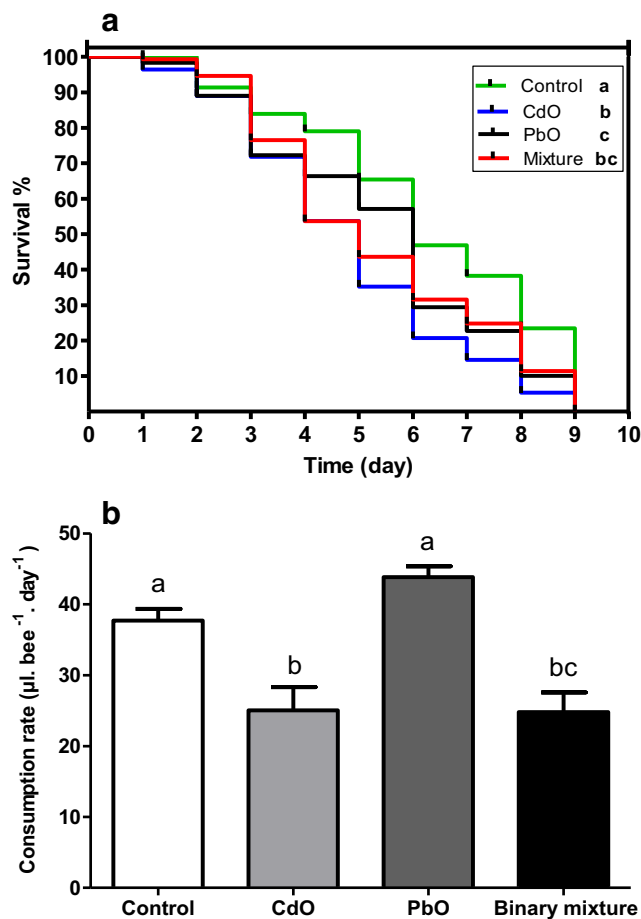 a
100
90
80
70
60
50
40
30
20
10
Survival %
Control a
CdO b
PbO c
Mixture bc
0 1 2 3 4 5 6 7 8 9 10
Time (day)
b
50
40
30
20
10
0
Consumption rate (µl. bee⁻¹. day⁻¹)
a
b
a
bc
Control CdO PbO Binary mixture